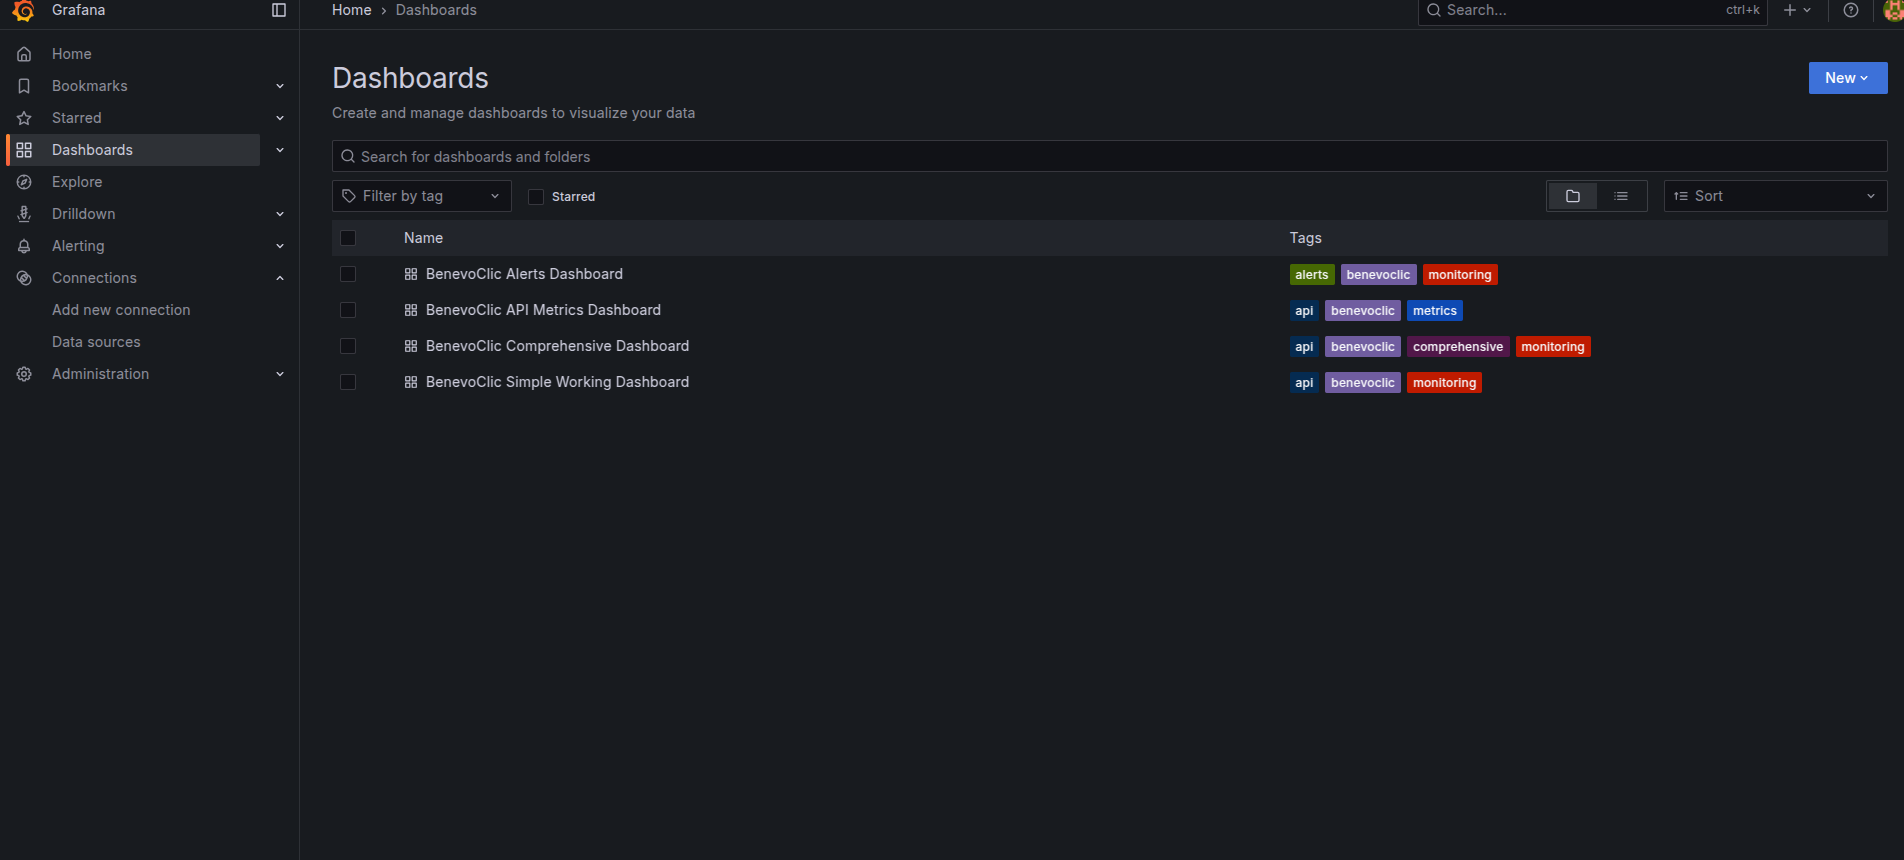 Grafana
Home › Dashboards
Search... ctrl+k
Home
Bookmarks
Starred
Dashboards
Explore
Drilldown
Alerting
Connections
Add new connection
Data sources
Administration
Dashboards
New
Create and manage dashboards to visualize your data
Search for dashboards and folders
Filter by tag Starred Sort
Name Tags
BenevoClic Alerts Dashboard alerts benevoclic monitoring
BenevoClic API Metrics Dashboard api benevoclic metrics
BenevoClic Comprehensive Dashboard api benevoclic comprehensive monitoring
BenevoClic Simple Working Dashboard api benevoclic monitoring